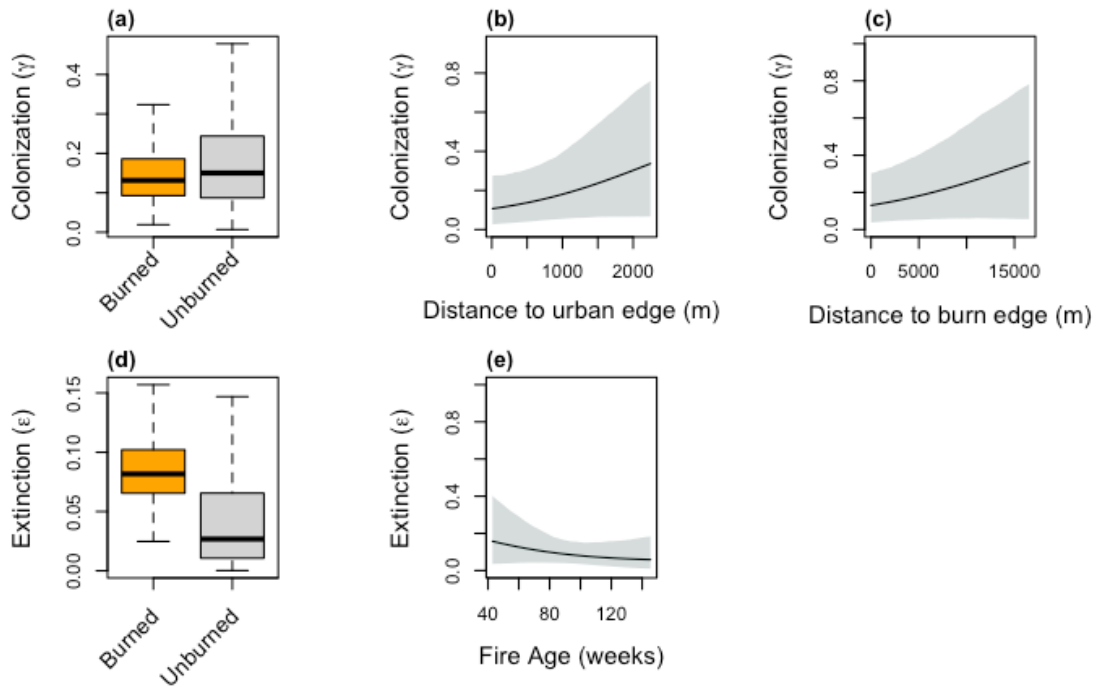 (a)
Colonization (γ)
0.4
0.2
0.0
Burned
Unburned
(b)
Colonization (γ)
0.8
0.4
0.0
0 1000 2000
Distance to urban edge (m)
(c)
Colonization (γ)
0.8
0.4
0.0
0 5000 15000
Distance to burn edge (m)
(d)
Extinction (ε)
0.15
0.10
0.05
0.00
Burned
Unburned
(e)
Extinction (ε)
0.8
0.4
0.0
40 80 120
Fire Age (weeks)